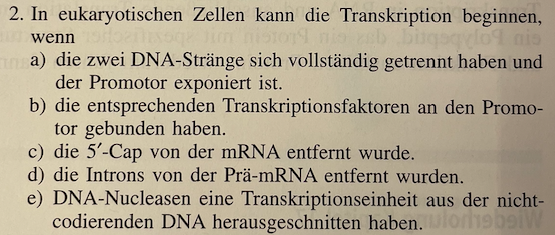 2. In eukaryotischen Zellen kann die Transkription beginnen,
wenn
a) die zwei DNA-Stränge sich vollständig getrennt haben und
der Promotor exponiert ist.
b) die entsprechenden Transkriptionsfaktoren an den Promo-
tor gebunden haben.
c) die 5′-Cap von der mRNA entfernt wurde.
d) die Introns von der Prä-mRNA entfernt wurden.
e) DNA-Nucleasen eine Transkriptionseinheit aus der nicht-
codierenden DNA herausgeschnitten haben.